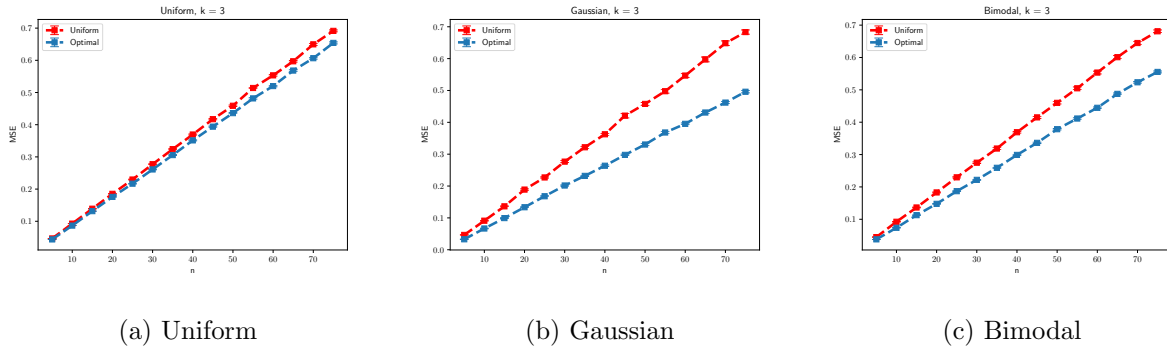 Uniform, k = 3
Uniform
Optimal
MSE
0.7
0.6
0.5
0.4
0.3
0.2
0.1
10 20 30 40 50 60 70
n
(a) Uniform
Gaussian, k = 3
Uniform
Optimal
MSE
0.7
0.6
0.5
0.4
0.3
0.2
0.1
0.0
10 20 30 40 50 60 70
n
(b) Gaussian
Bimodal, k = 3
Uniform
Optimal
MSE
0.7
0.6
0.5
0.4
0.3
0.2
0.1
10 20 30 40 50 60 70
n
(c) Bimodal